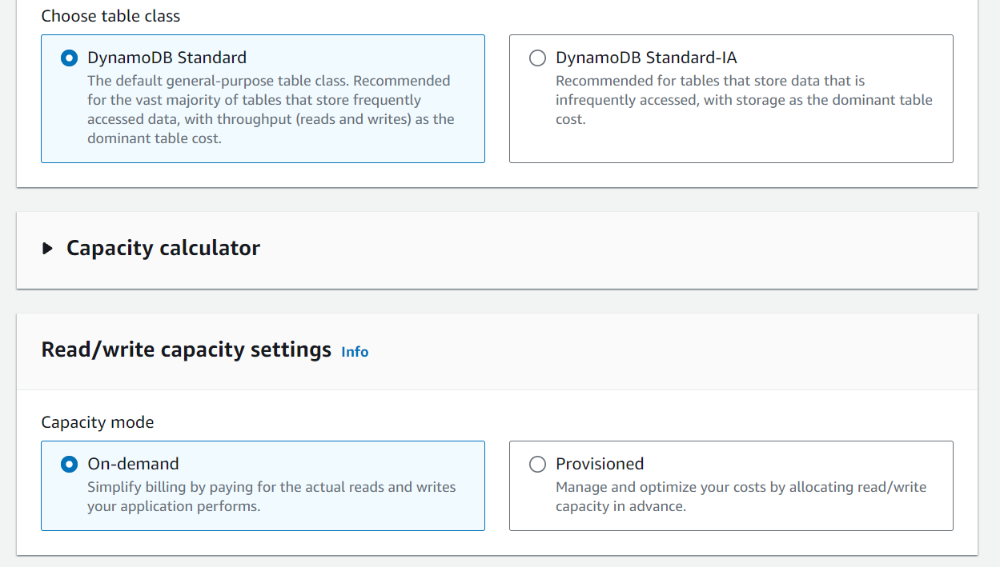 Choose table class
DynamoDB Standard
The default general-purpose table class. Recommended
for the vast majority of tables that store frequently
accessed data, with throughput (reads and writes) as the
dominant table cost.
DynamoDB Standard-IA
Recommended for tables that store data that is
infrequently accessed, with storage as the dominant table
cost.
Capacity calculator
Read/write capacity settings Info
Capacity mode
On-demand
Simplify billing by paying for the actual reads and writes
your application performs.
Provisioned
Manage and optimize your costs by allocating read/write
capacity in advance.